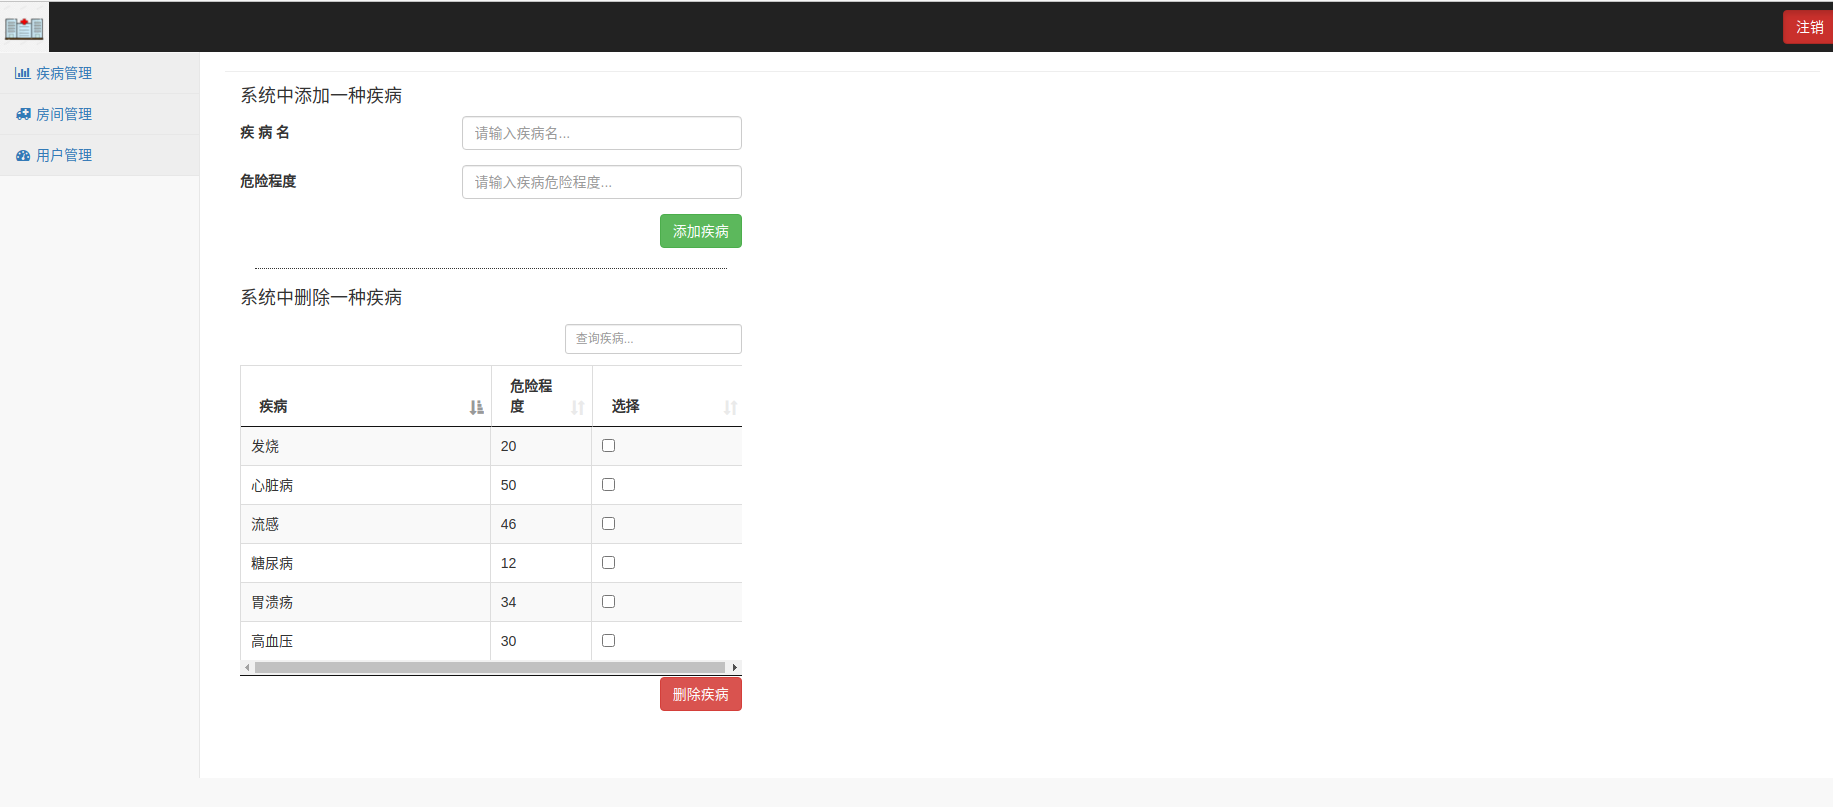 注销
疾病管理
房间管理
用户管理
系统中添加一种疾病
疾 病 名 请输入疾病名...
危险程度 请输入疾病危险程度...
添加疾病
系统中删除一种疾病
查询疾病...
疾病 危险程度 选择
发烧 20
心脏病 50
流感 46
糖尿病 12
胃溃疡 34
高血压 30
删除疾病